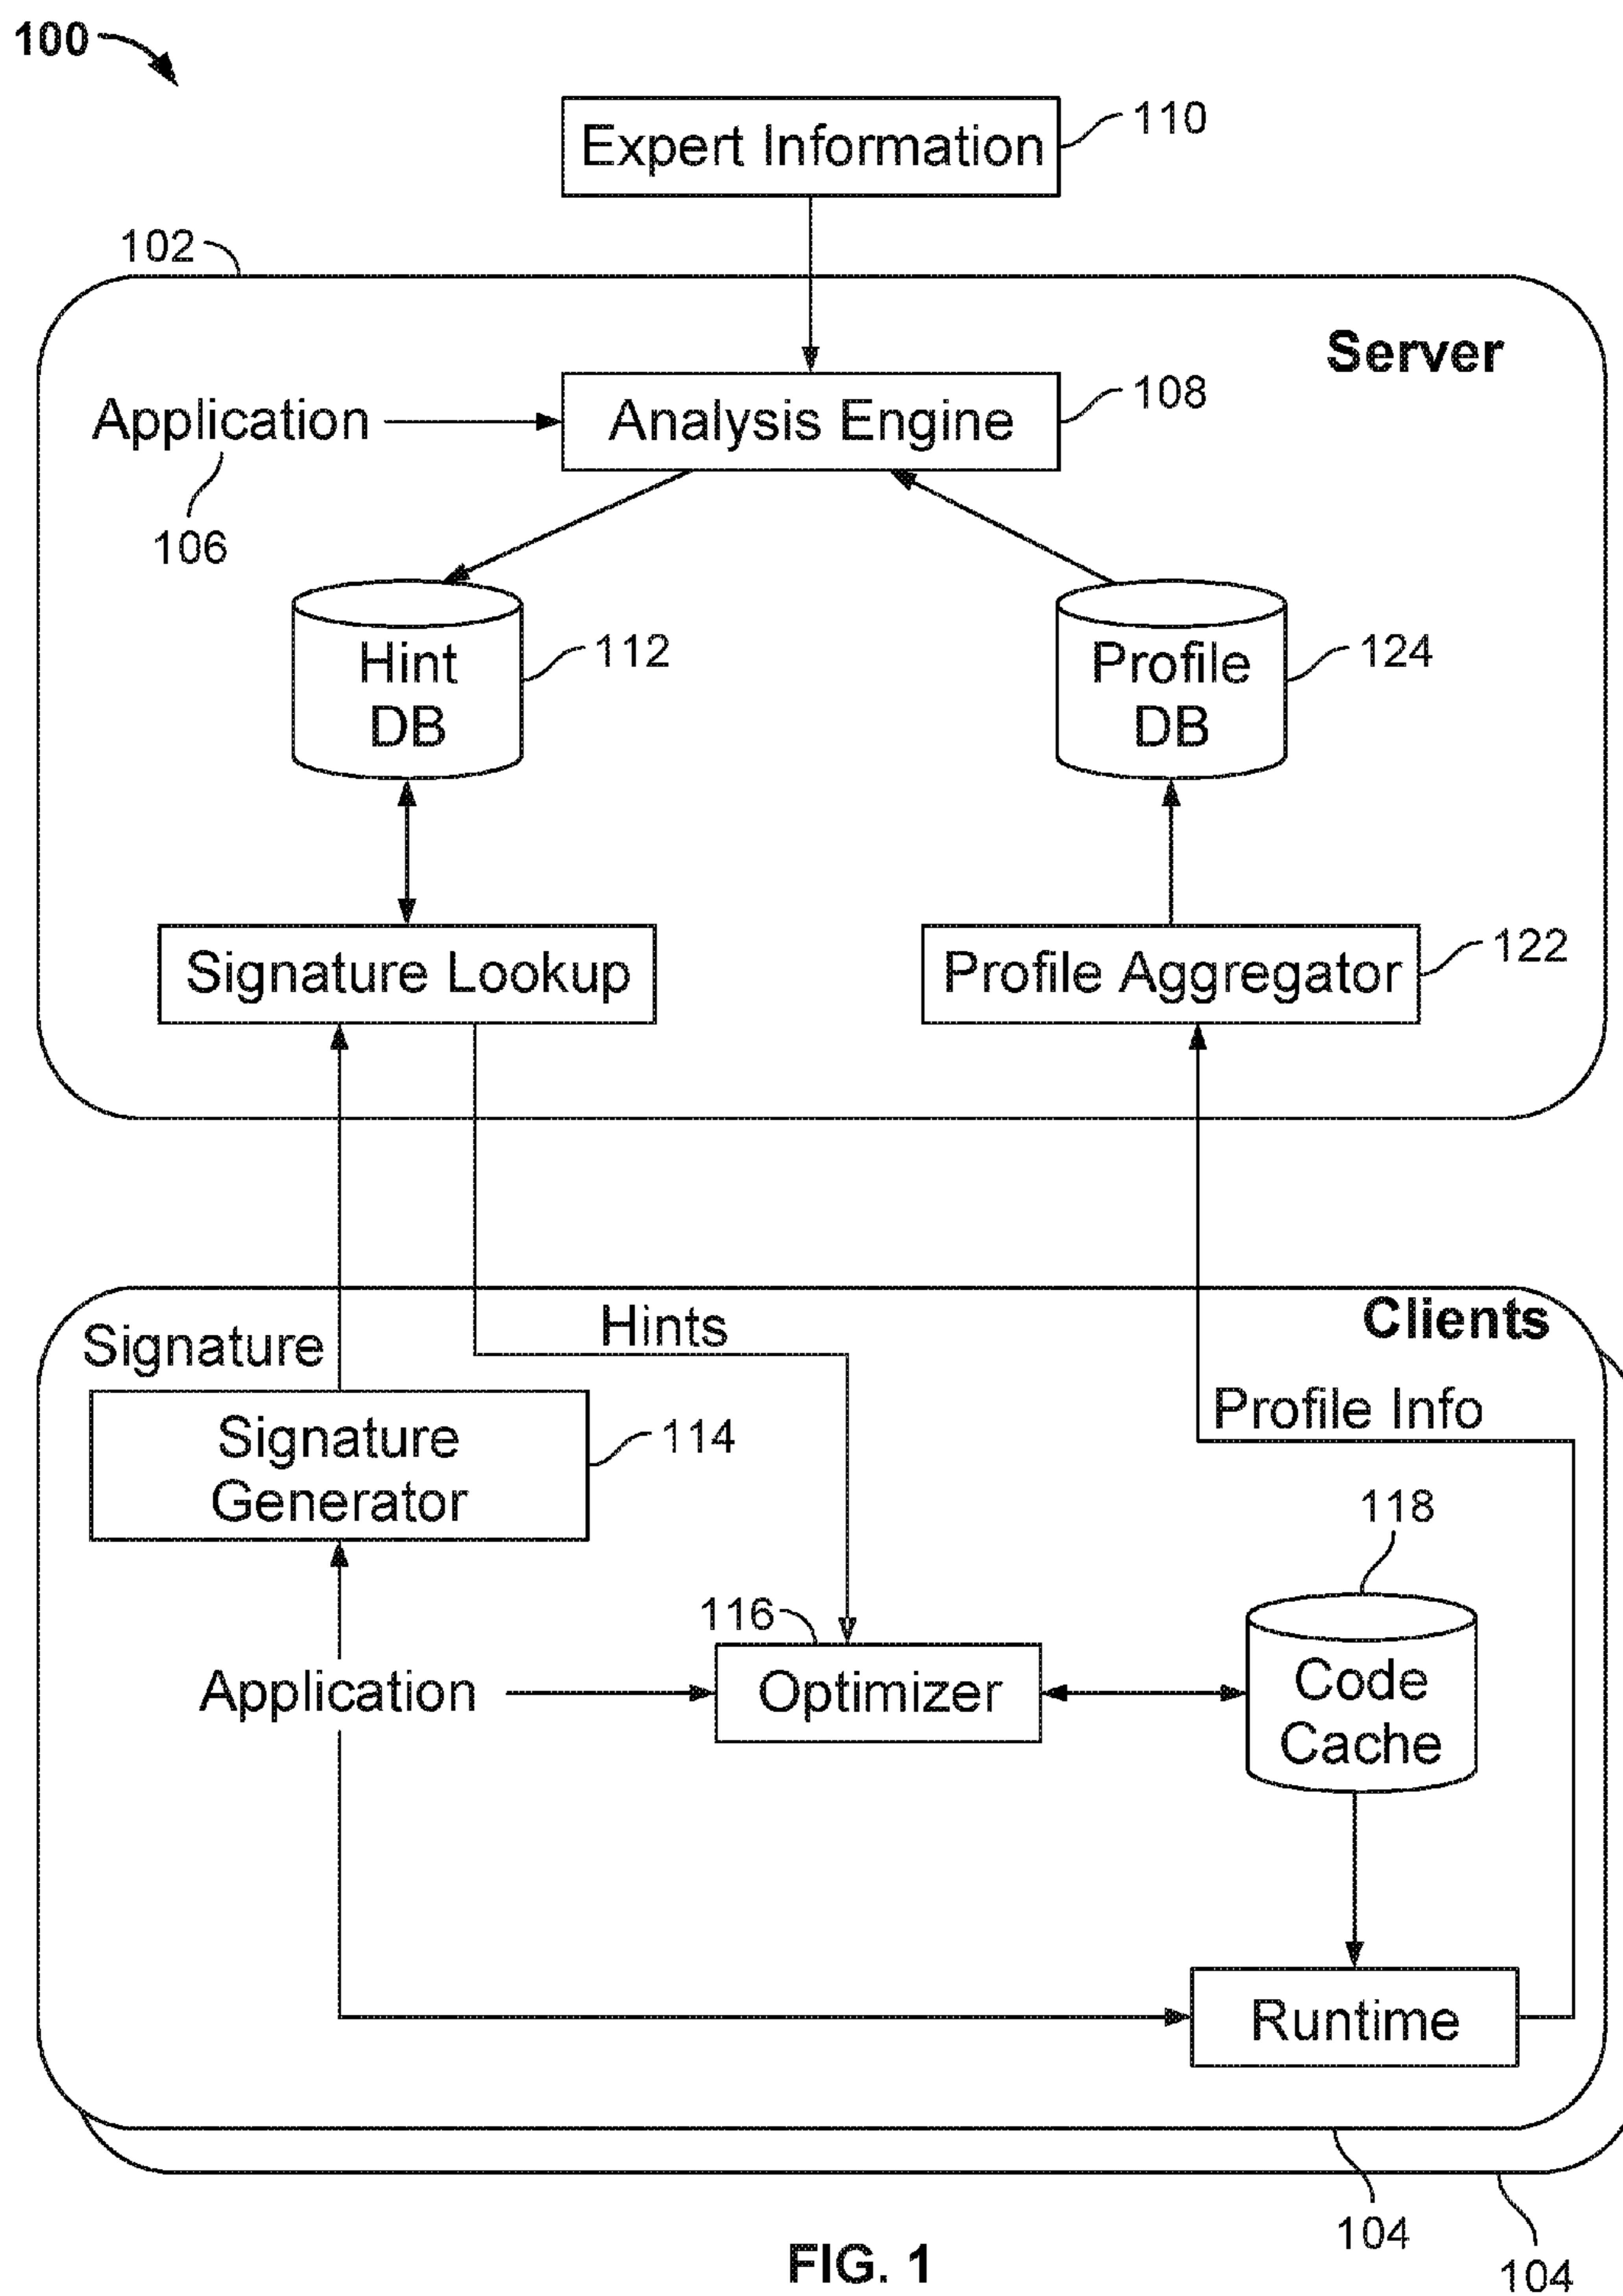 100
Expert Information
110
102
Server
Application
Analysis Engine
108
106
Hint
DB
112
Profile
DB
124
Signature Lookup
Profile Aggregator
122
Clients
Signature
Hints
Profile Info
Signature
Generator
114
118
116
Application
Optimizer
Code
Cache
Runtime
104
104
FIG. 1